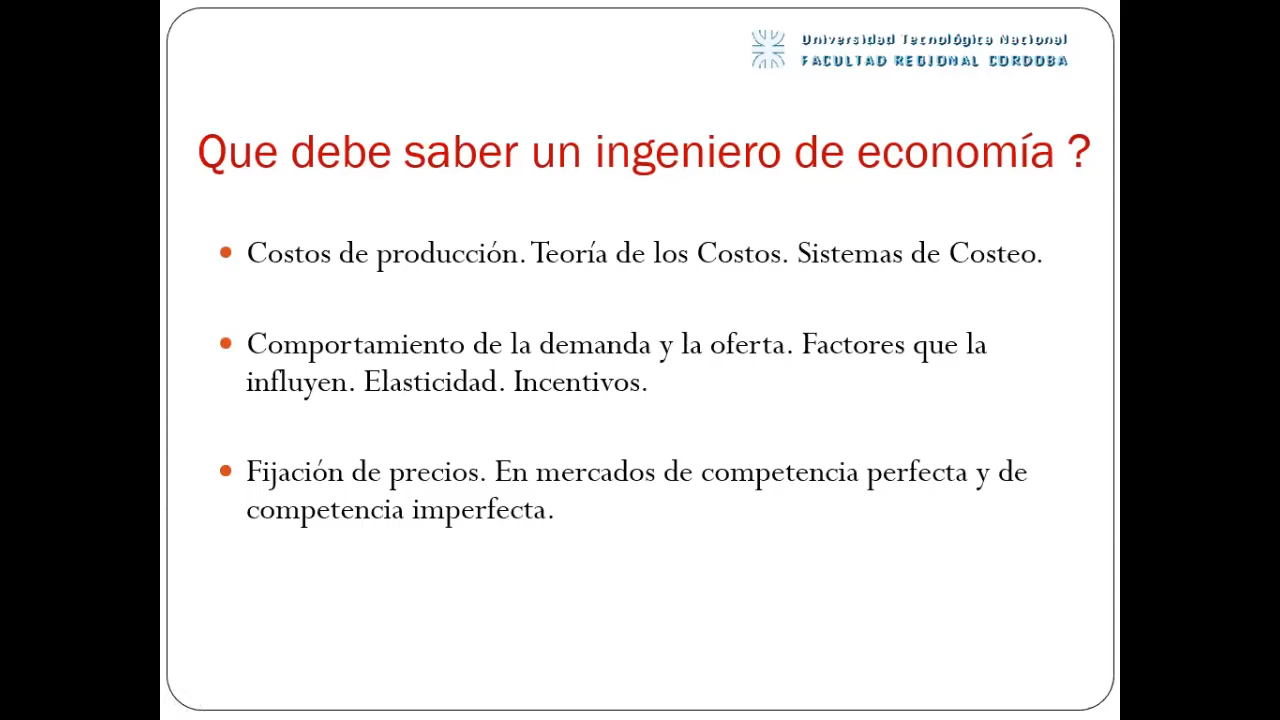 Universidad Tecnológica Nacional
FACULTAD REGIONAL CORDOBA
Que debe saber un ingeniero de economía ?
Costos de producción. Teoría de los Costos. Sistemas de Costeo.
Comportamiento de la demanda y la oferta. Factores que la
influyen. Elasticidad. Incentivos.
Fijación de precios. En mercados de competencia perfecta y de
competencia imperfecta.